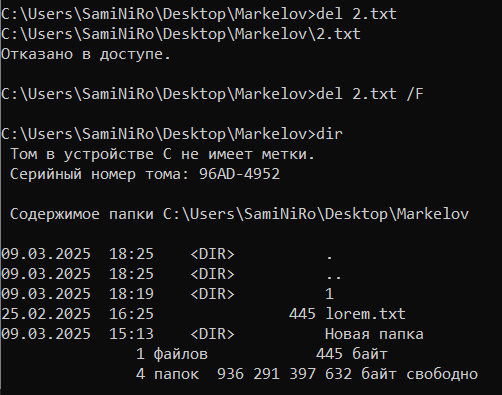 C:\Users\SamiNiRo\Desktop\Markelov>del 2.txt
C:\Users\SamiNiRo\Desktop\Markelov\2.txt
Отказано в доступе.
C:\Users\SamiNiRo\Desktop\Markelov>del 2.txt /F
C:\Users\SamiNiRo\Desktop\Markelov>dir
Том в устройстве C не имеет метки.
Серийный номер тома: 96AD-4952
Содержимое папки C:\Users\SamiNiRo\Desktop\Markelov
09.03.2025  18:25    <DIR>          .
09.03.2025  18:25    <DIR>          ..
09.03.2025  18:19    <DIR>          1
25.02.2025  16:25               445 lorem.txt
09.03.2025  15:13    <DIR>          Новая папка
1 файлов            445 байт
4 папок  936 291 397 632 байт свободно